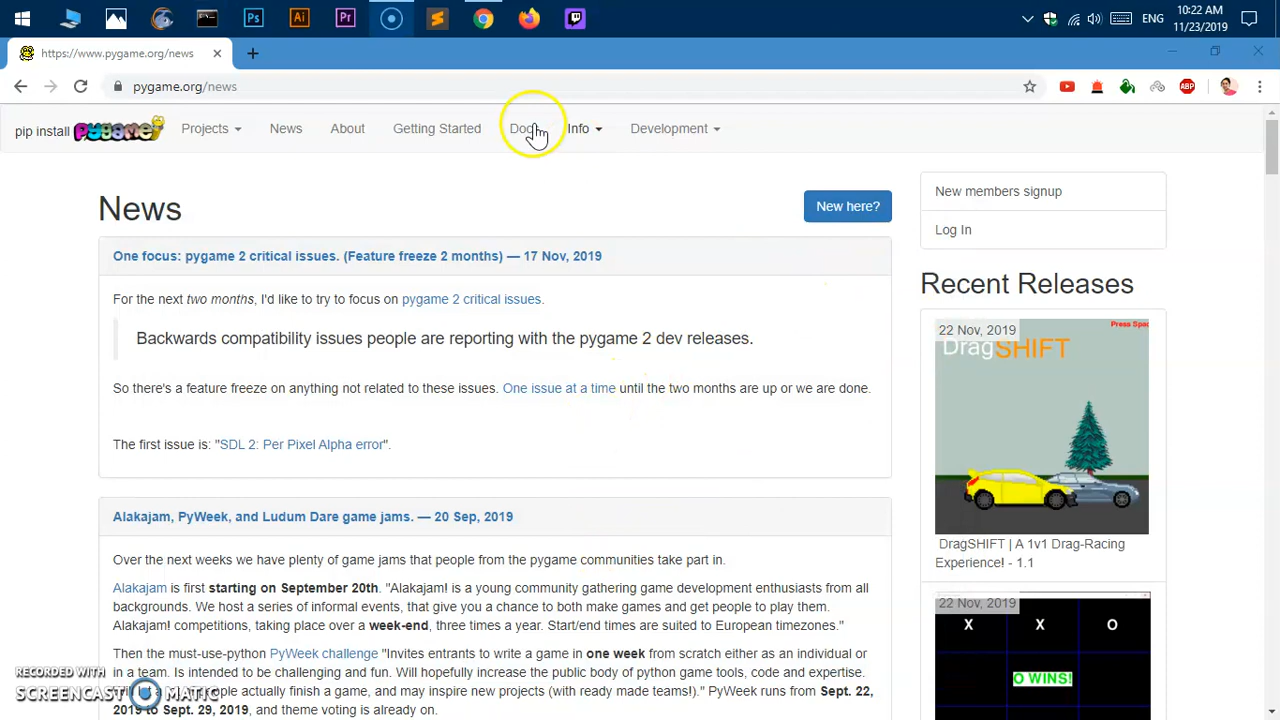 ENG
10:22 AM
11/23/2019
https://www.pygame.org/news
pygame.org/news
ABP
pip install pygame
Projects
News
About
Getting Started
Info
Development
News
New here?
New members signup
Log In
One focus: pygame 2 critical issues. (Feature freeze 2 months) — 17 Nov, 2019
For the next two months, I'd like to try to focus on pygame 2 critical issues.
Backwards compatibility issues people are reporting with the pygame 2 dev releases.
So there's a feature freeze on anything not related to these issues. One issue at a time until the two months are up or we are done.
The first issue is: "SDL 2: Per Pixel Alpha error".
Recent Releases
22 Nov, 2019
DragSHIFT
DragSHIFT | A 1v1 Drag-Racing
Experience! - 1.1
22 Nov, 2019
X X O
O WINS!
Alakajam, PyWeek, and Ludum Dare game jams. — 20 Sep, 2019
Over the next weeks we have plenty of game jams that people from the pygame communities take part in.
Alakajam is first starting on September 20th. "Alakajam! is a young community gathering game development enthusiasts from all
backgrounds. We host a series of informal events, that give you a chance to both make games and get people to play them.
Alakajam! competitions, taking place over a week-end, three times a year. Start/end times are suited to European timezones."
Then the must-use-python PyWeek challenge "Invites entrants to write a game in one week from scratch either as an individual or
in a team. Is intended to be challenging and fun. Will hopefully increase the public body of python game tools, code and expertise.
people actually finish a game, and may inspire new projects (with ready made teams!)." PyWeek runs from Sept. 22,
2019 to Sept. 29, 2019, and theme voting is already on.
RECORDED WITH
SCREENCAST MATIC